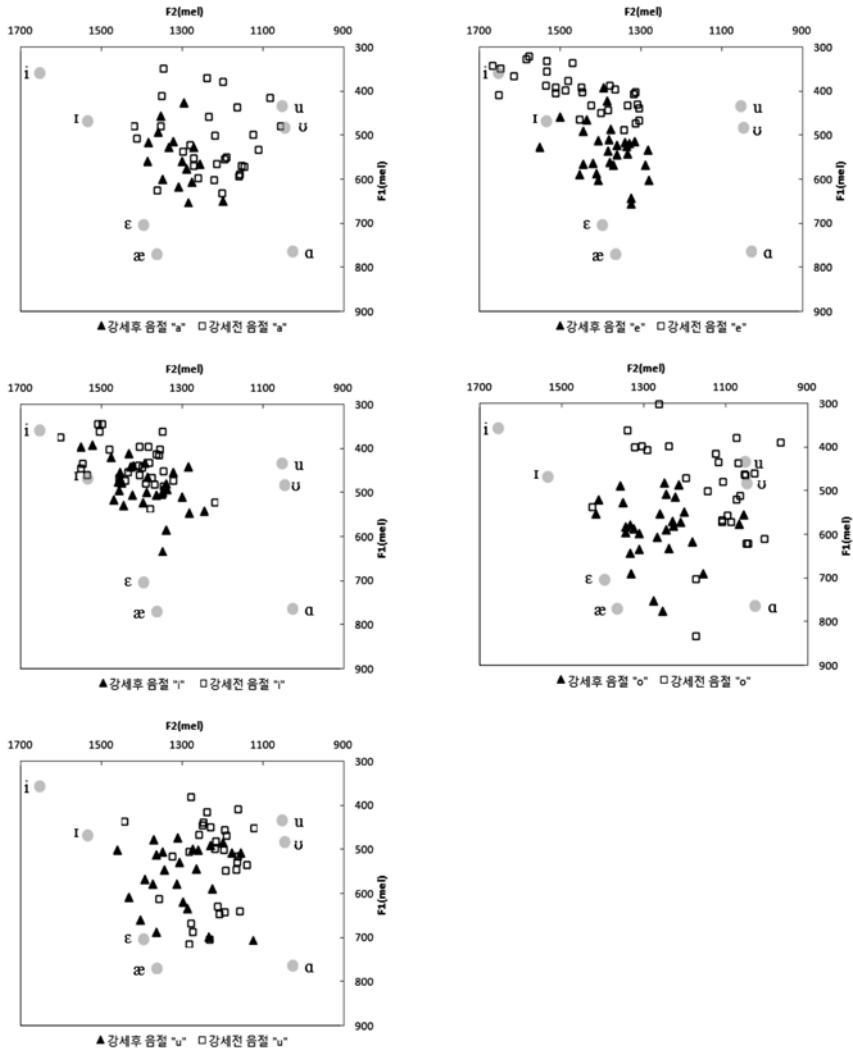 F2(mel)
1700 1500 1300 1100 900
300
400
500
600
700
800
900
F1(mel)
i
ɪ
ɛ
æ
u
ʊ
ɑ
▲강세후 음절 "a" □강세전 음절 "a"
F2(mel)
1700 1500 1300 1100 900
300
400
500
600
700
800
900
F1(mel)
i
ɪ
ɛ
æ
u
ʊ
ɑ
▲강세후 음절 "e" □강세전 음절 "e"
F2(mel)
1700 1500 1300 1100 900
300
400
500
600
700
800
900
F1(mel)
i
ɪ
ɛ
æ
u
ʊ
ɑ
▲강세후 음절 "i" □강세전 음절 "i"
F2(mel)
1700 1500 1300 1100 900
300
400
500
600
700
800
900
F1(mel)
i
ɪ
ɛ
æ
u
ʊ
ɑ
▲강세후 음절 "o" □강세전 음절 "o"
F2(mel)
1700 1500 1300 1100 900
300
400
500
600
700
800
900
F1(mel)
i
ɪ
ɛ
æ
u
ʊ
ɑ
▲강세후 음절 "u" □강세전 음절 "u"